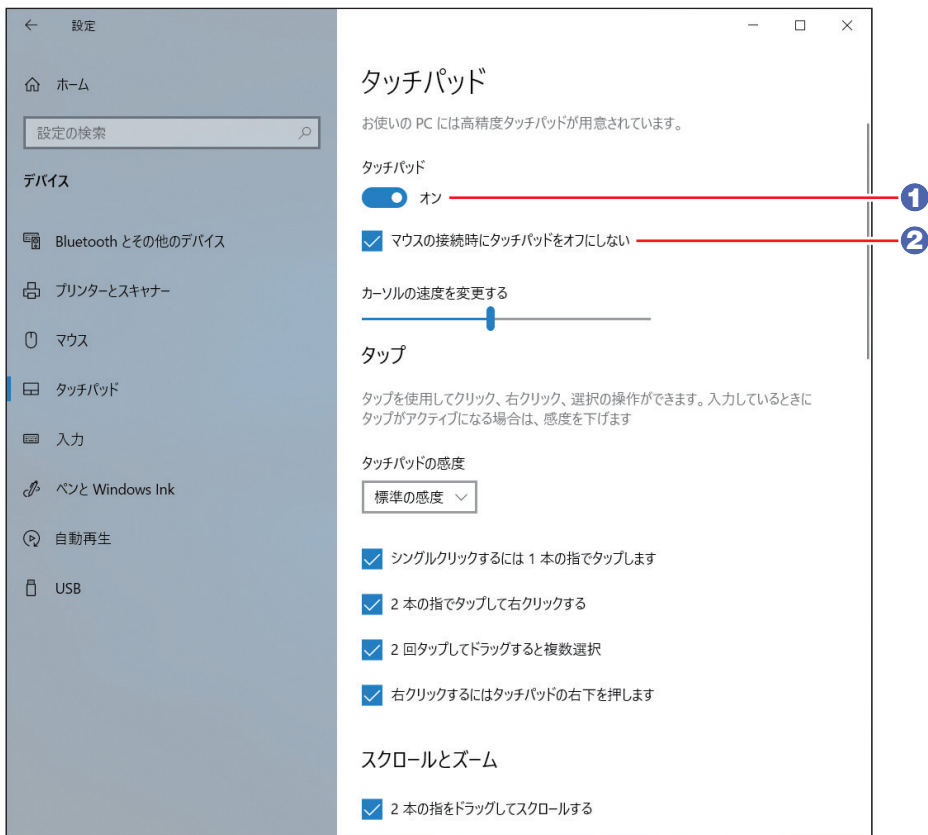 設定
ホーム
設定の検索
デバイス
Bluetooth とその他のデバイス
プリンターとスキャナー
マウス
タッチパッド
入力
ペンと Windows Ink
自動再生
USB
タッチパッド
お使いの PC には高精度タッチパッドが用意されています。
タッチパッド
オン
1
マウスの接続時にタッチパッドをオフにしない
2
カーソルの速度を変更する
タップ
タップを使用してクリック、右クリック、選択の操作ができます。入力しているときに
タップがアクティブになる場合は、感度を下げます
タッチパッドの感度
標準の感度
シングルクリックするには 1 本の指でタップします
2 本の指でタップして右クリックする
2 回タップしてドラッグすると複数選択
右クリックするにはタッチパッドの右下を押します
スクロールとズーム
2 本の指をドラッグしてスクロールする